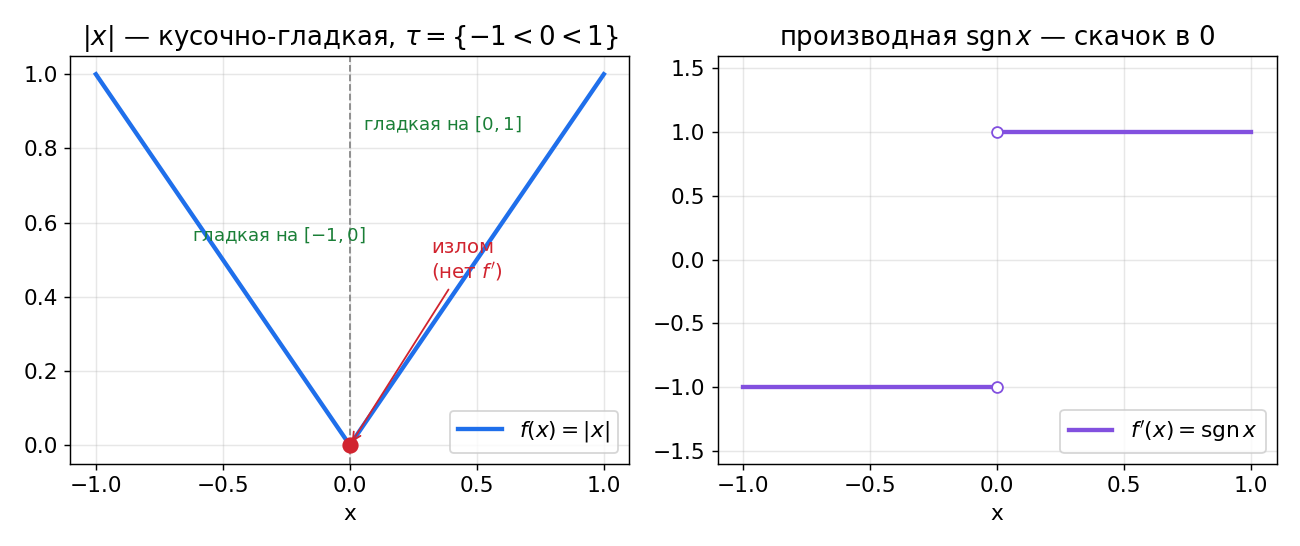 |x| — кусочно-гладкая, τ = {−1 < 0 < 1}
1.0
0.8
0.6
0.4
0.2
0.0
гладкая на [0, 1]
гладкая на [−1, 0]
излом
(нет f′)
f(x) = |x|
−1.0
−0.5
0.0
0.5
1.0
x
производная sgn x — скачок в 0
1.5
1.0
0.5
0.0
−0.5
−1.0
−1.5
f′(x) = sgn x
−1.0
−0.5
0.0
0.5
1.0
x